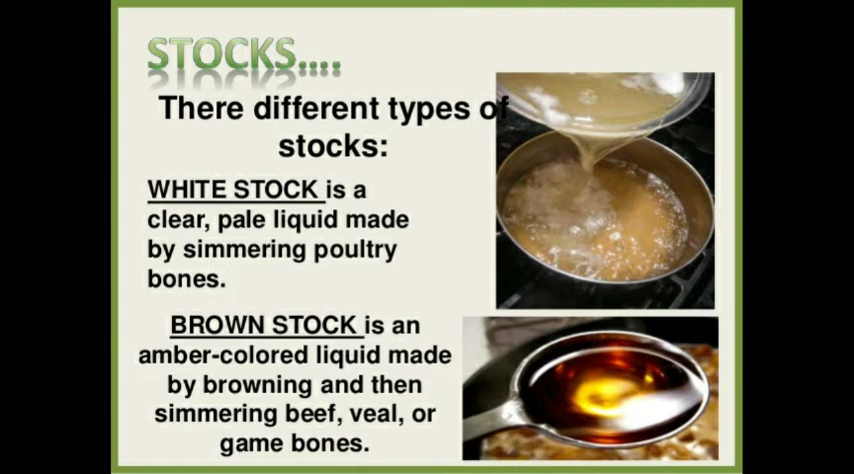 STOCKS....
There different types of
stocks:
WHITE STOCK is a
clear, pale liquid made
by simmering poultry
bones.
BROWN STOCK is an
amber-colored liquid made
by browning and then
simmering beef, veal, or
game bones.